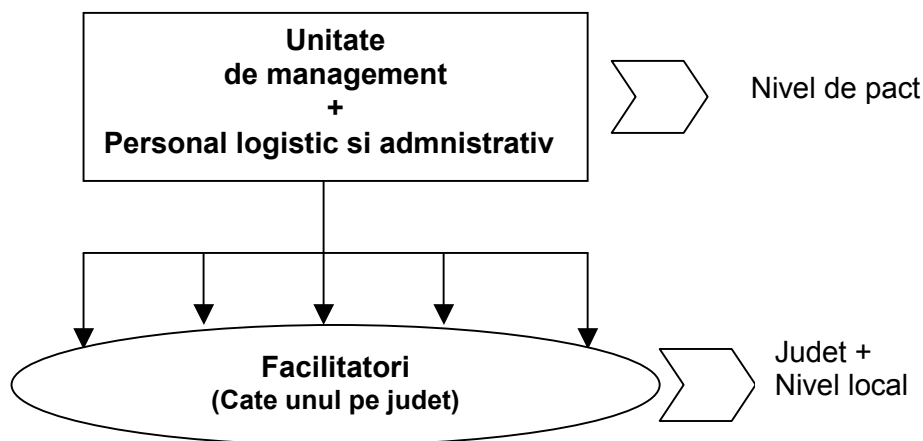 Unitate
de management
+
Personal logistic si admnistrativ
Nivel de pact
Facilitatori
(Cate unul pe judet)
Judet +
Nivel local